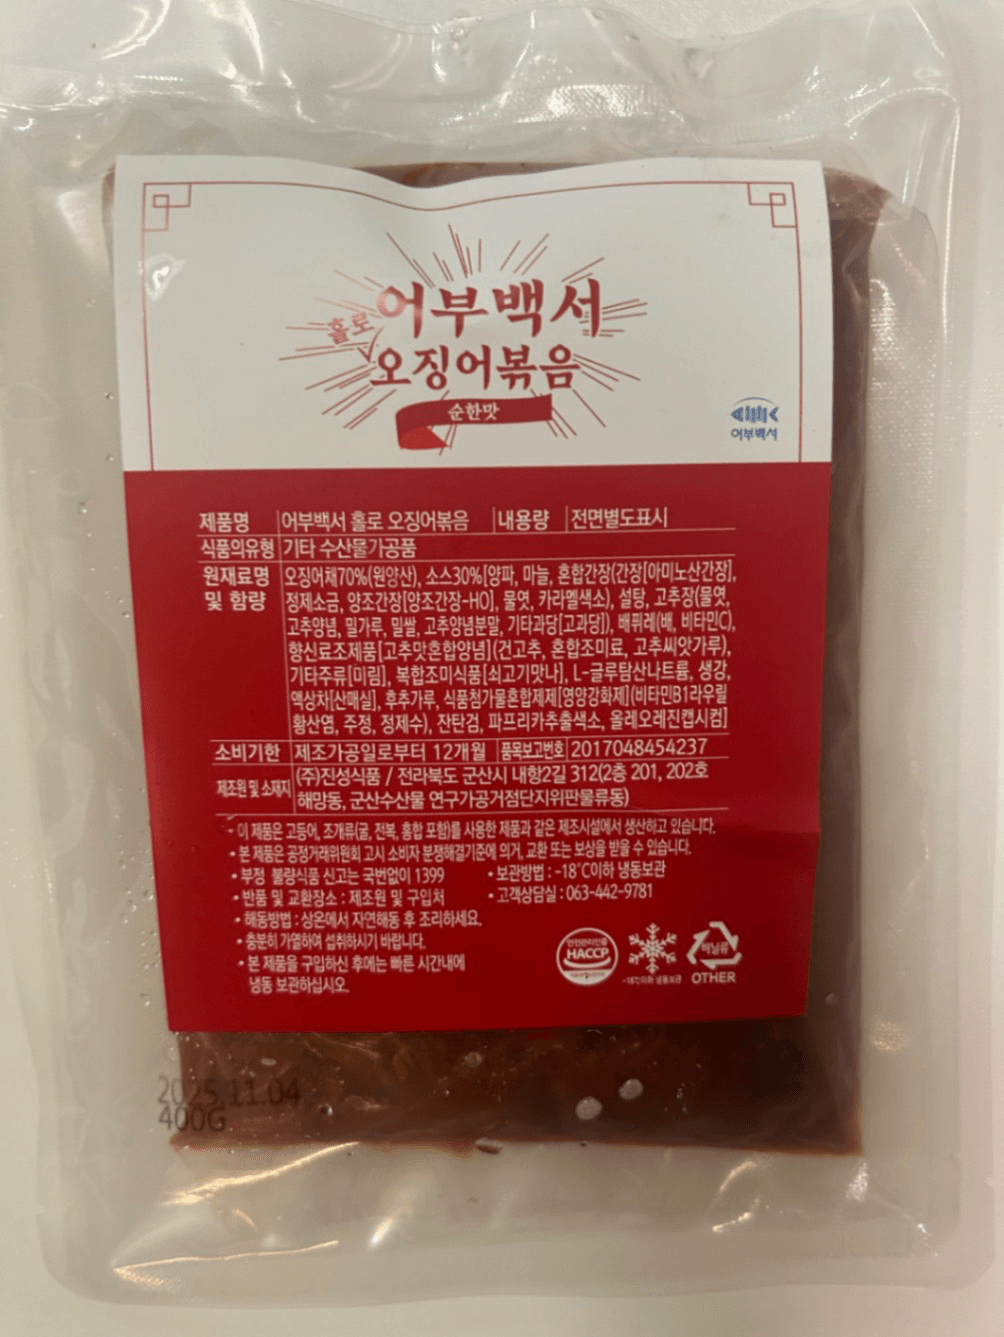 홀로 어부백서
오징어볶음
순한맛
어부백서
제품명 어부백서 홀로 오징어볶음 내용량 전면별도표시
식품의유형 기타 수산물가공품
원재료명 및 함량 오징어채70%(원양산), 소스30%[양파, 마늘, 혼합간장(간장[아미노산간장],
정제소금, 양조간장[양조간장-HO], 물엿, 카라멜색소), 설탕, 고추장(물엿,
고추양념, 밀가루, 밀쌀, 고추양념분말, 기타과당[고과당]), 배퓌레(배, 비타민C),
향신료조제품[고추맛혼합양념](건고추, 혼합조미료, 고추씨앗가루),
기타주류[미림], 복합조미식품[쇠고기맛나], L-글루탐산나트륨, 생강,
액상차[산매실], 후추가루, 식품첨가물혼합제제[영양강화제](비타민B1라우릴
황산염, 주정, 정제수), 잔탄검, 파프리카추출색소, 올레오레진캡시컴]
소비기한 제조가공일로부터 12개월 품목보고번호 2017048454237
제조원 및 소재지 (주)진성식품 / 전라북도 군산시 내항2길 312(2층 201, 202호
해망동, 군산수산물 연구가공거점단지위판물류동)
- 이 제품은 고등어, 조개류(굴, 전복, 홍합 포함)를 사용한 제품과 같은 제조시설에서 생산하고 있습니다.
• 본 제품은 공정거래위원회 고시 소비자 분쟁해결기준에 의거, 교환 또는 보상을 받을 수 있습니다.
• 부정 불량식품 신고는 국번없이 1399 • 보관방법 : -18℃이하 냉동보관
• 반품 및 교환장소 : 제조원 및 구입처 • 고객상담실 : 063-442-9781
• 해동방법 : 상온에서 자연해동 후 조리하세요.
• 충분히 가열하여 섭취하시기 바랍니다.
• 본 제품을 구입하신 후에는 빠른 시간내에
냉동 보관하십시오.
안전관리인증
HACCP
-18℃이하 냉동보관
비닐류
OTHER
2025.11.04
400G